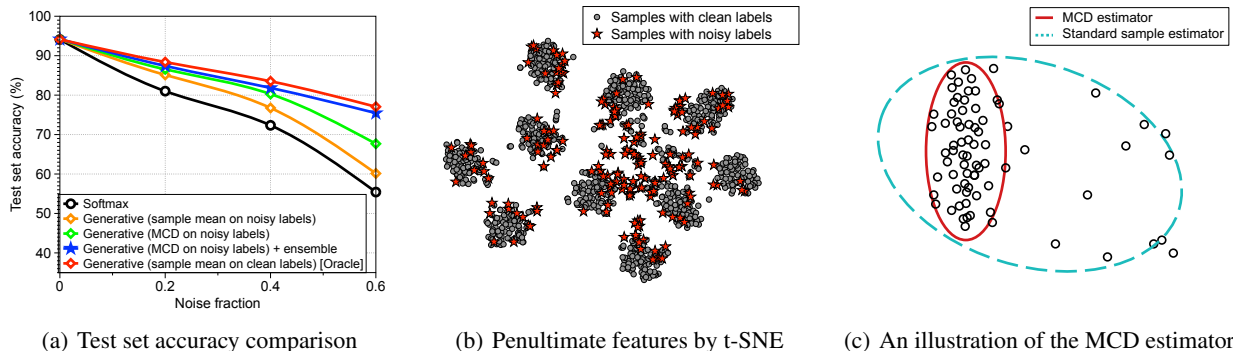 100
90
80
70
60
50
40
Test set accuracy (%)
Softmax
Generative (sample mean on noisy labels)
Generative (MCD on noisy labels)
Generative (MCD on noisy labels) + ensemble
Generative (sample mean on clean labels) [Oracle]
0 0.2 0.4 0.6
Noise fraction
(a) Test set accuracy comparison
Samples with clean labels
Samples with noisy labels
(b) Penultimate features by t-SNE
MCD estimator
Standard sample estimator
(c) An illustration of the MCD estimator